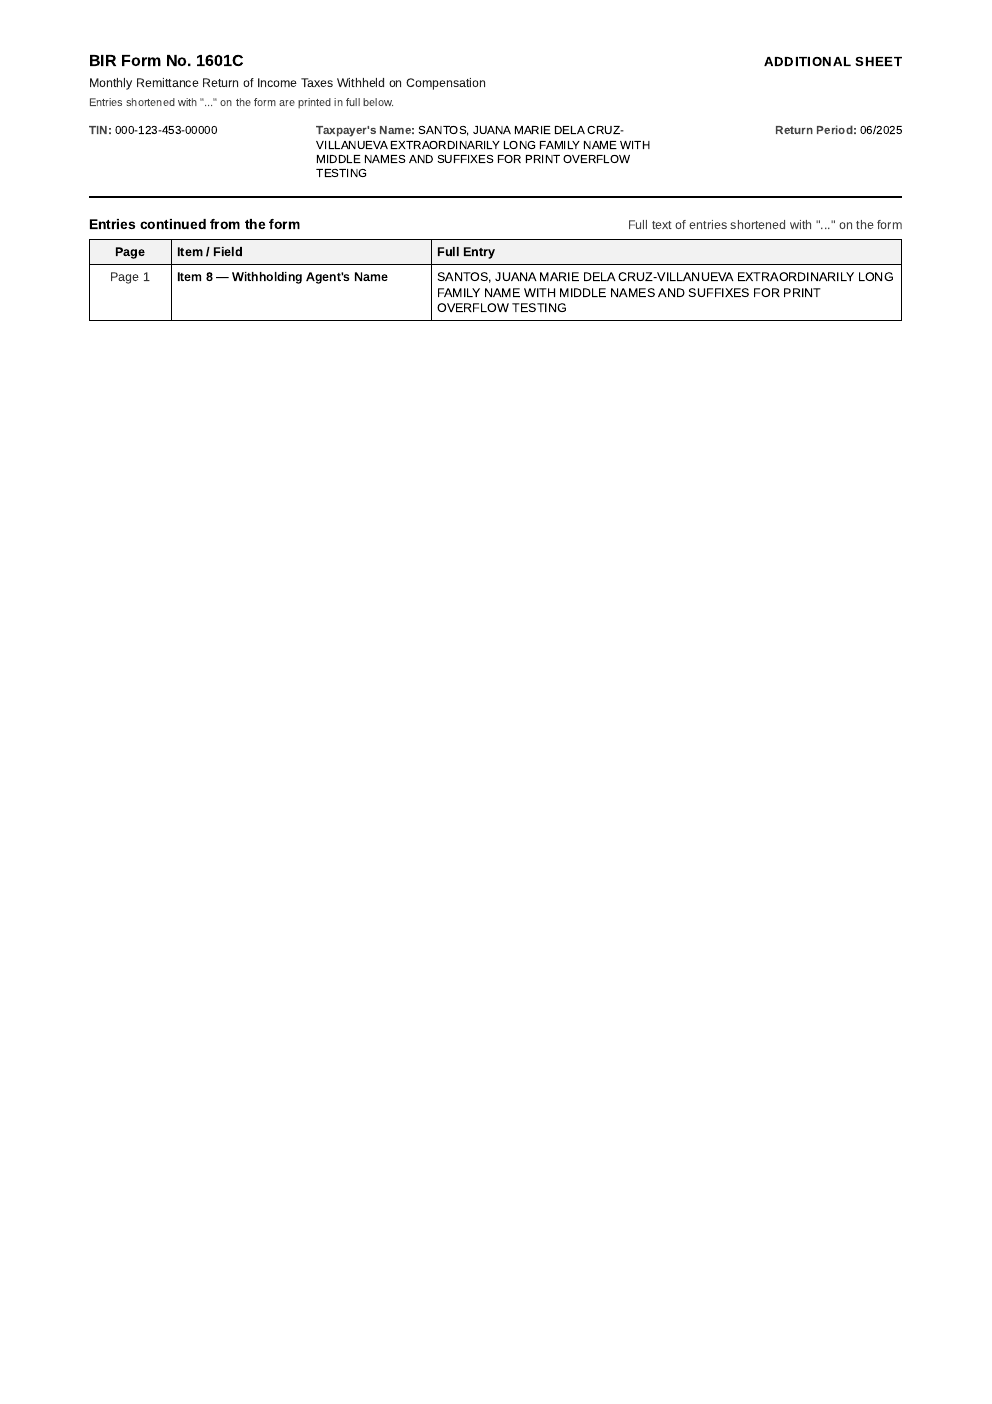 BIR Form No. 1601C
ADDITIONAL SHEET
Monthly Remittance Return of Income Taxes Withheld on Compensation
Entries shortened with "..." on the form are printed in full below.
TIN: 000-123-453-00000
Taxpayer's Name: SANTOS, JUANA MARIE DELA CRUZ-
VILLANUEVA EXTRAORDINARILY LONG FAMILY NAME WITH
MIDDLE NAMES AND SUFFIXES FOR PRINT OVERFLOW
TESTING
Return Period: 06/2025
Entries continued from the form
Full text of entries shortened with "..." on the form
Page
Item / Field
Full Entry
Page 1
Item 8 — Withholding Agent's Name
SANTOS, JUANA MARIE DELA CRUZ-VILLANUEVA EXTRAORDINARILY LONG
FAMILY NAME WITH MIDDLE NAMES AND SUFFIXES FOR PRINT
OVERFLOW TESTING